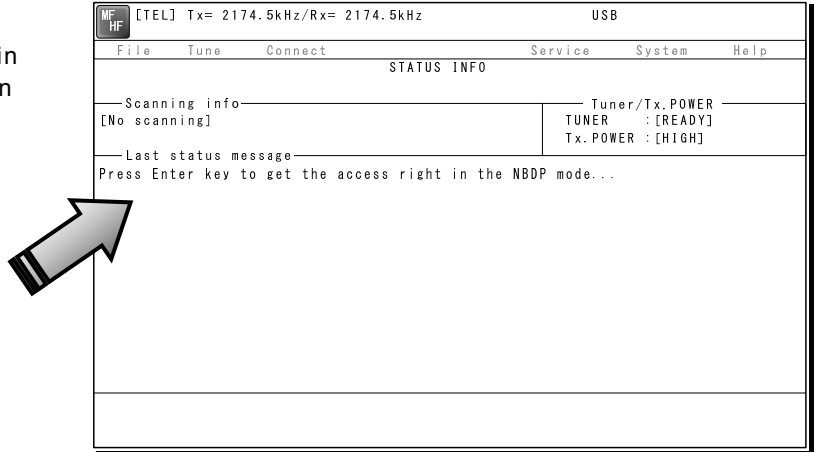 MF
HF
[TEL] Tx= 2174.5kHz/Rx= 2174.5kHz USB
File Tune Connect Service System Help
STATUS INFO
Scanning info
[No scanning]
Tuner/Tx.POWER
TUNER :[READY]
Tx.POWER :[HIGH]
Last status message
Press Enter key to get the access right in the NBDP mode...
in